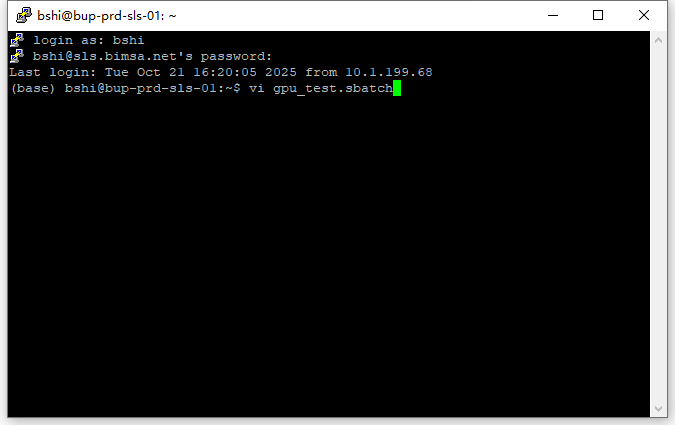 bshi@bup-prd-sls-01: ~
login as: bshi
bshi@sls.bimsa.net's password:
Last login: Tue Oct 21 16:20:05 2025 from 10.1.199.68
(base) bshi@bup-prd-sls-01:~$ vi gpu_test.sbatch